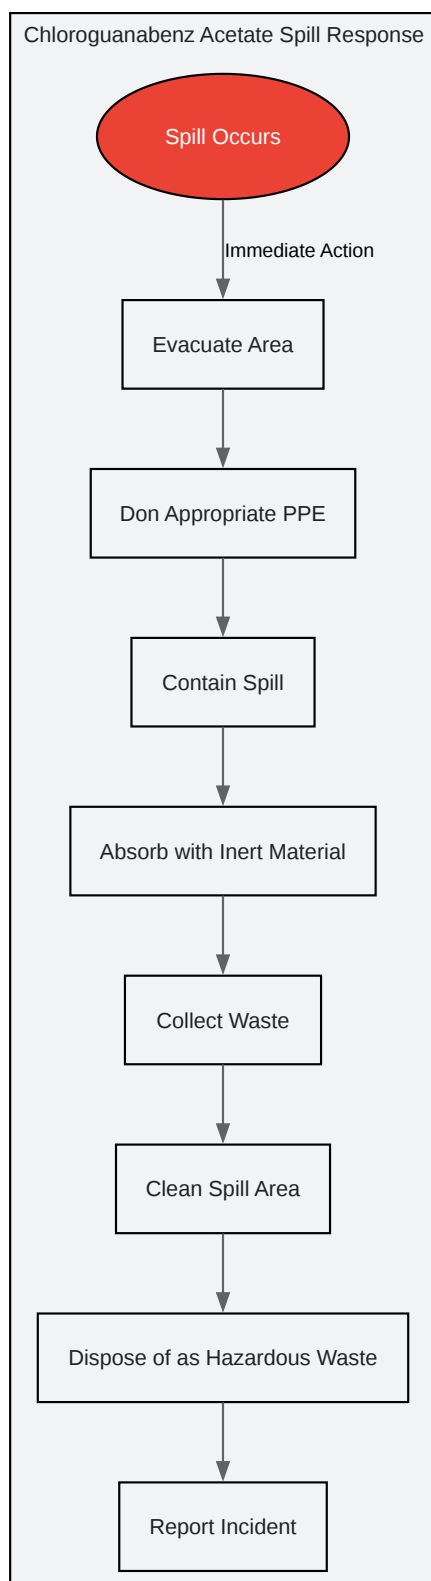 Chloroguanabenz Acetate Spill Response
Spill Occurs
Immediate Action
Evacuate Area
Don Appropriate PPE
Contain Spill
Absorb with Inert Material
Collect Waste
Clean Spill Area
Dispose of as Hazardous Waste
Report Incident